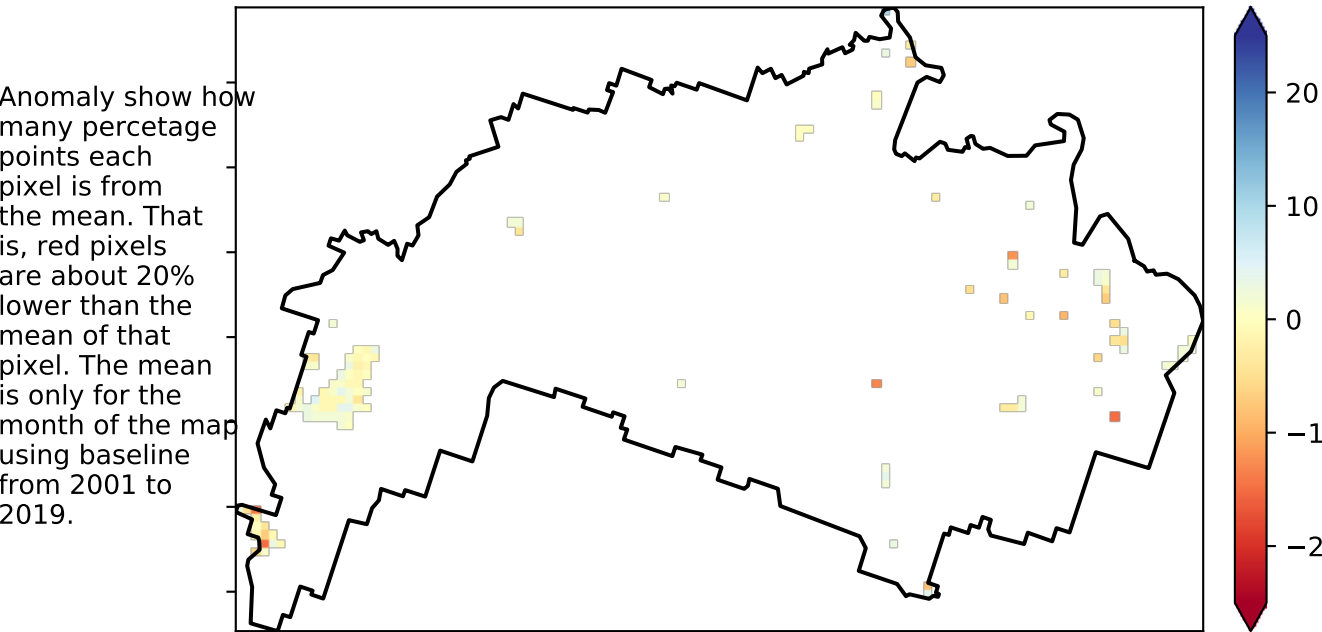 Anomaly show how
many percetage
points each
pixel is from
the mean. That
is, red pixels
are about 20%
lower than the
mean of that
pixel. The mean
is only for the
month of the map
using baseline
from 2001 to
2019.
20
10
0
−1
−2